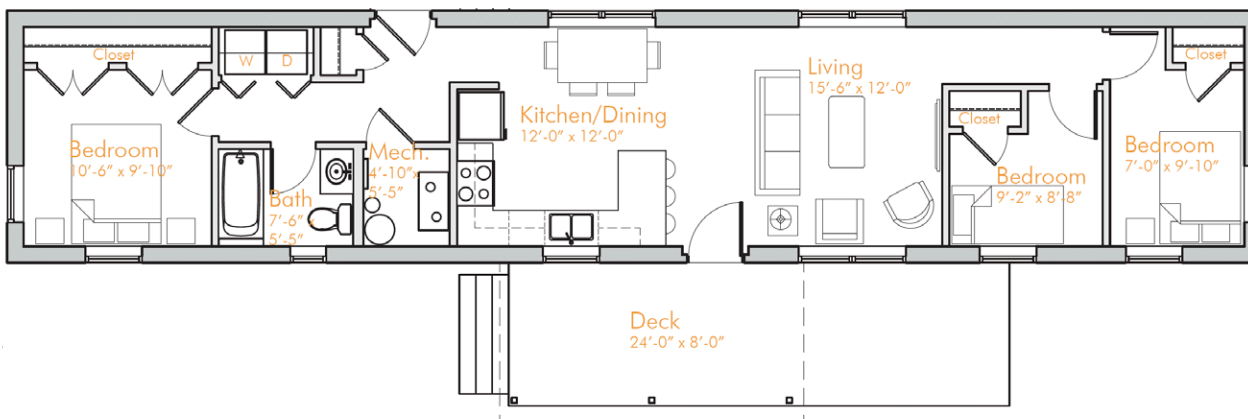 Closet
W
D
Bedroom
10'-6" x 9'-10"
Bath
7'-6" x
5'-5"
Mech.
4'-10"x
5'-5"
Kitchen/Dining
12'-0" x 12'-0"
Living
15'-6" x 12'-0"
Closet
Bedroom
9'-2" x 8'-8"
Closet
Bedroom
7'-0" x 9'-10"
Deck
24'-0" x 8'-0"